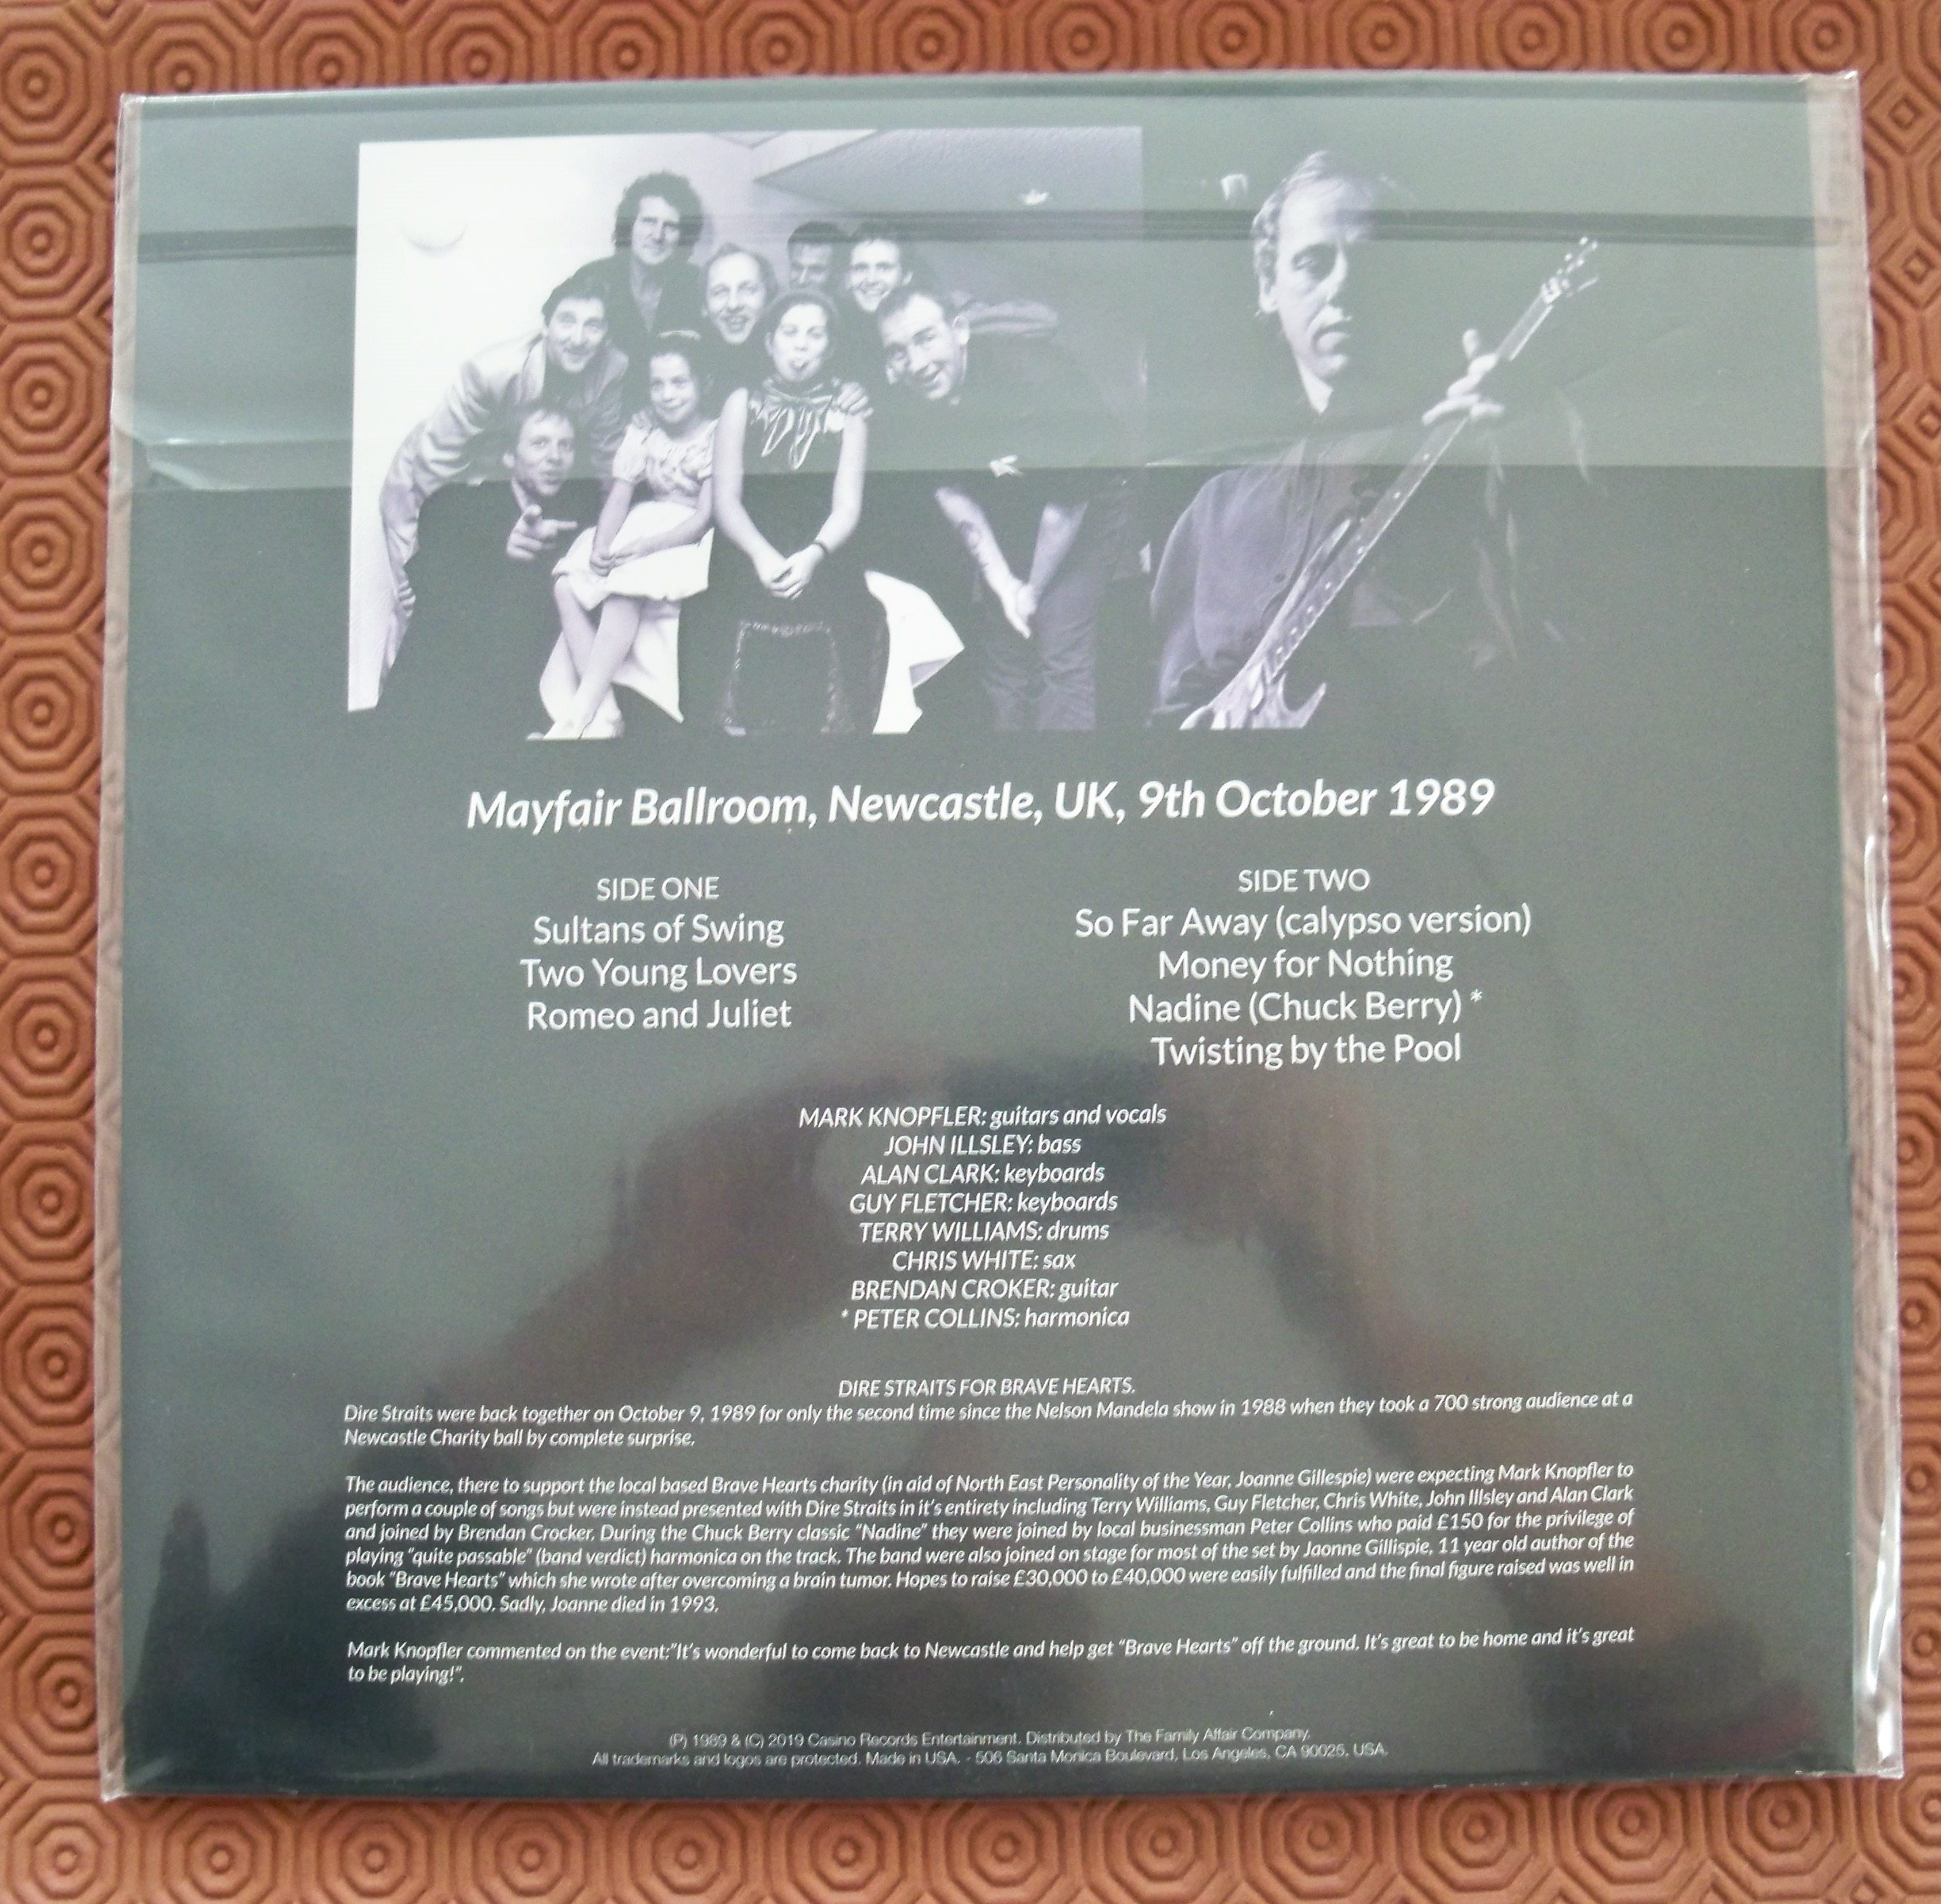 Mayfair Ballroom, Newcastle, UK, 9th October 1989
SIDE ONE
Sultans of Swing
Two Young Lovers
Romeo and Juliet
SIDE TWO
So Far Away (calypso version)
Money for Nothing
Nadine (Chuck Berry) *
Twisting by the Pool
MARK KNOPFLER: guitars and vocals
JOHN ILLSLEY: bass
ALAN CLARK: keyboards
GUY FLETCHER: keyboards
TERRY WILLIAMS: drums
CHRIS WHITE: sax
BRENDAN CROKER: guitar
* PETER COLLINS: harmonica
DIRE STRAITS FOR BRAVE HEARTS.
Dire Straits were back together on October 9, 1989 for only the second time since the Nelson Mandela show in 1988 when they took a 700 strong audience at a
Newcastle Charity ball by complete surprise.
The audience, there to support the local based Brave Hearts charity (in aid of North East Personality of the Year, Joanne Gillespie) were expecting Mark Knopfler to
perform a couple of songs but were instead presented with Dire Straits in it's entirety including Terry Williams, Guy Fletcher, Chris White, John Illsley and Alan Clark
and joined by Brendan Crocker. During the Chuck Berry classic "Nadine" they were joined by local businessman Peter Collins who paid £150 for the privilege of
playing "quite passable" (band verdict) harmonica on the track. The band were also joined on stage for most of the set by Jaonne Gillispie, 11 year old author of the
book "Brave Hearts" which she wrote after overcoming a brain tumor. Hopes to raise £30,000 to £40,000 were easily fulfilled and the final figure raised was well in
excess at £45,000. Sadly, Joanne died in 1993.
Mark Knopfler commented on the event:"It's wonderful to come back to Newcastle and help get "Brave Hearts" off the ground. It's great to be home and it's great
to be playing!".
(P) 1989 & (C) 2019 Casino Records Entertainment. Distributed by The Family Affair Company.
All trademarks and logos are protected. Made in USA. - 506 Santa Monica Boulevard, Los Angeles, CA 90025, USA.